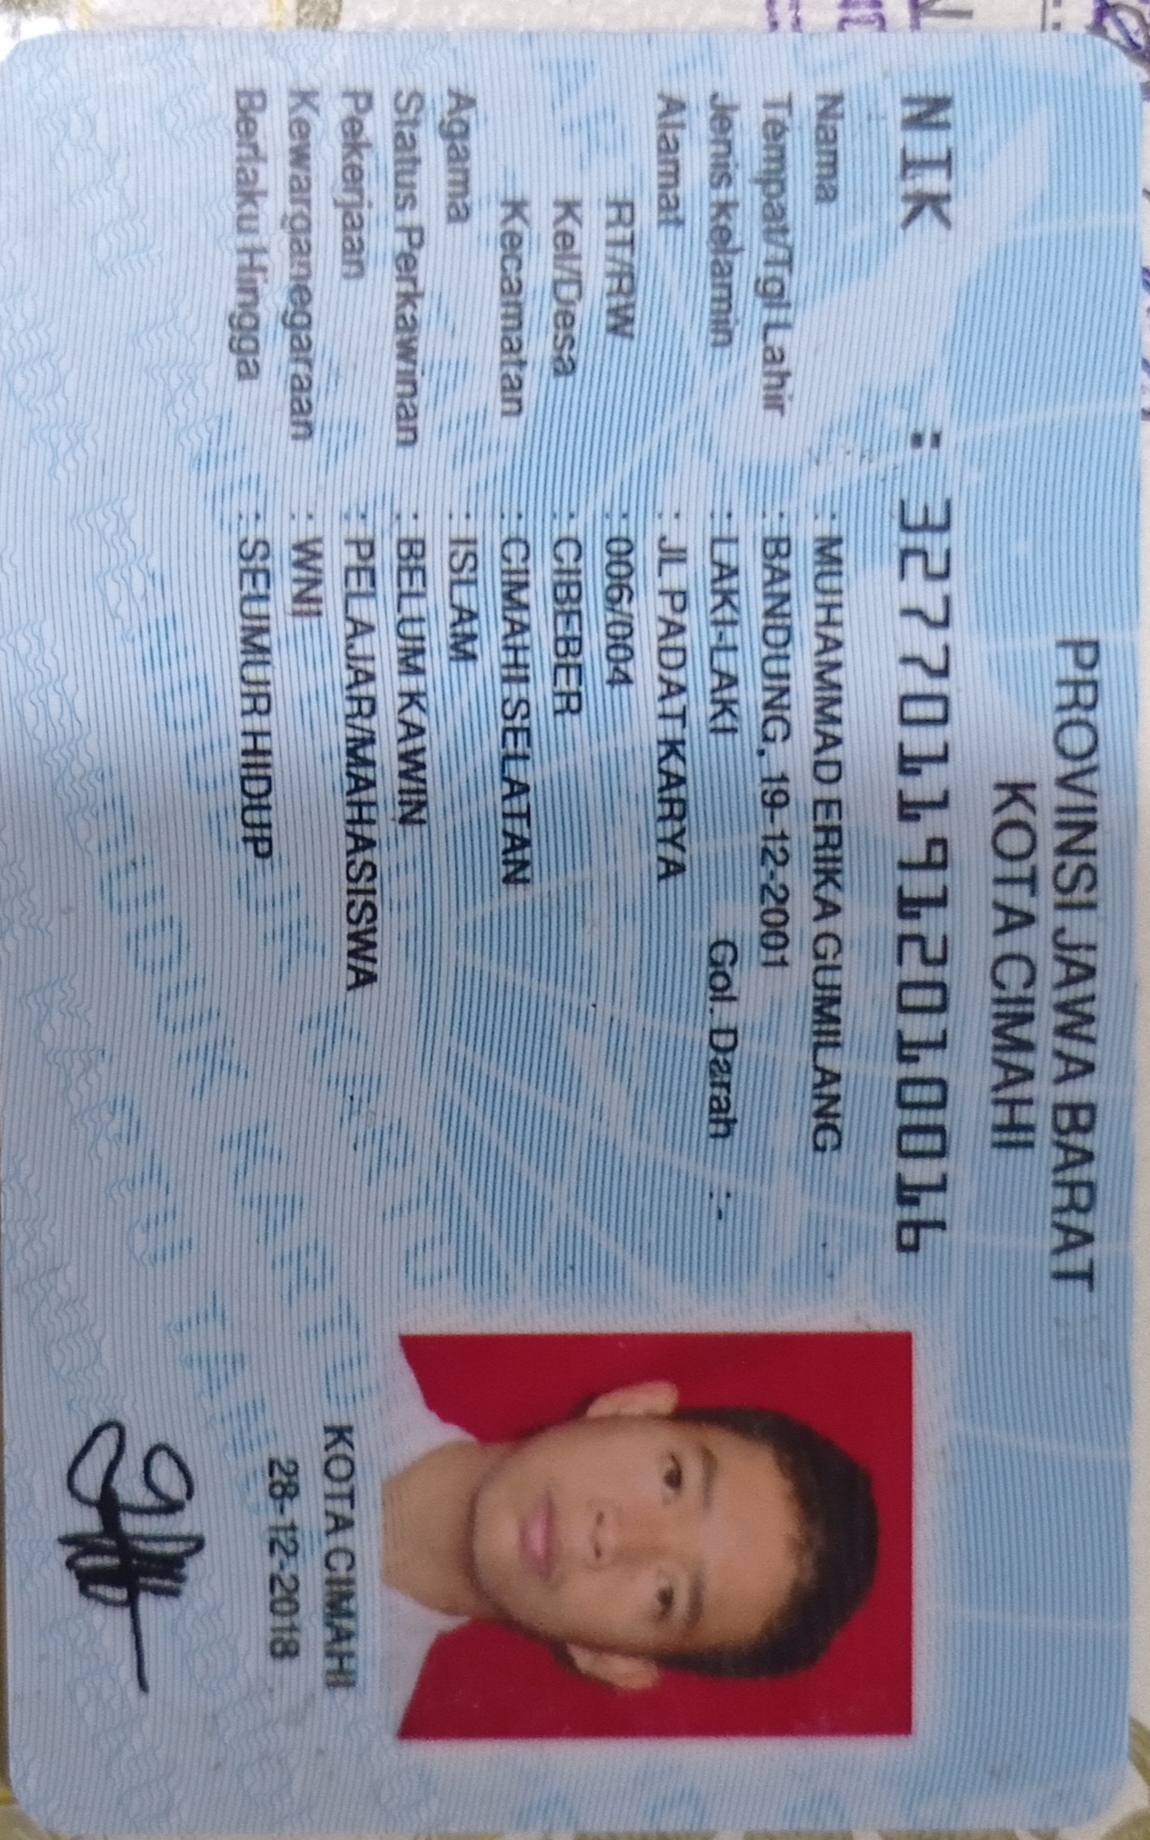 PROVINSI JAWA BARAT
KOTA CIMAHI
NIK : 3277011912010016
Nama : MUHAMMAD ERIKA GUMILANG
Tempat/Tgl Lahir : BANDUNG, 19-12-2001
Jenis kelamin : LAKI-LAKI Gol. Darah :-
Alamat : JL PADAT KARYA
RT/RW : 006/004
Kel/Desa : CIBEBER
Kecamatan : CIMAHI SELATAN
Agama : ISLAM
Status Perkawinan : BELUM KAWIN
Pekerjaan : PELAJAR/MAHASISWA
Kewarganegaraan : WNI
Berlaku Hingga : SEUMUR HIDUP
KOTA CIMAHI
28-12-2018